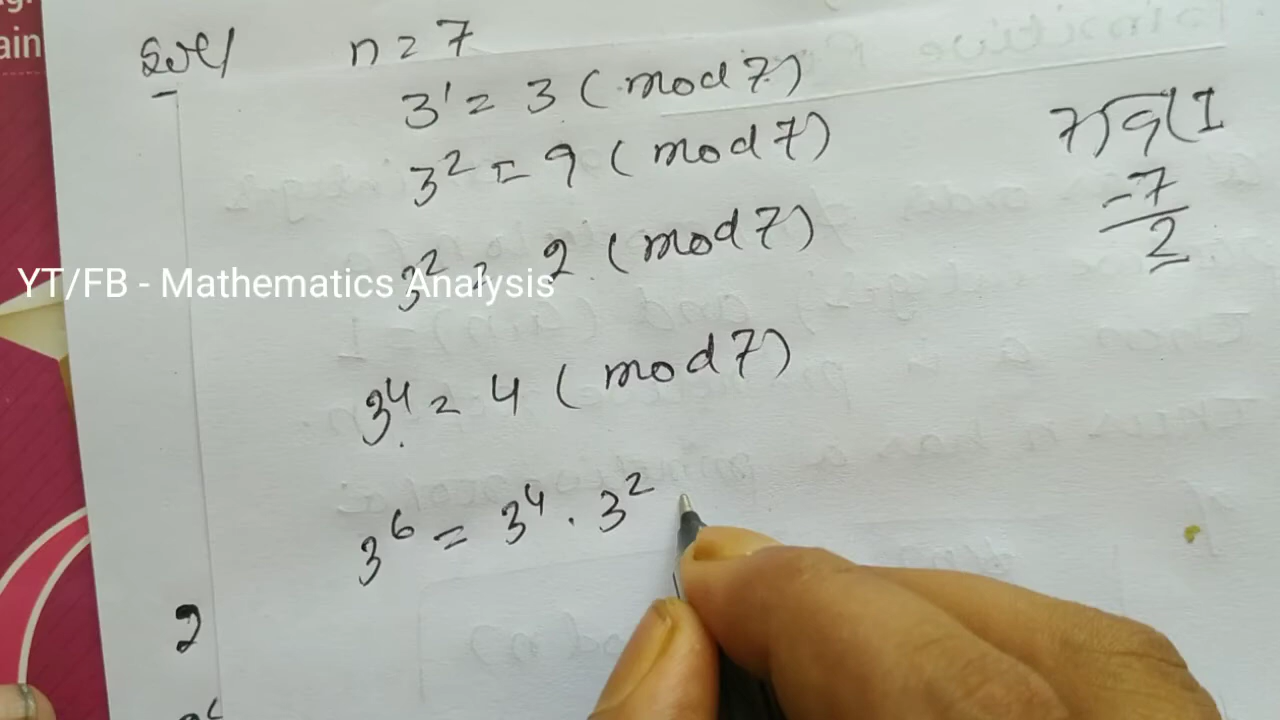 ain
Sol/ n = 7
3¹ = 3 (mod 7)
3² = 9 (mod 7)
7)9(1
-7
2
3² = 2 (mod 7)
YT/FB - Mathematics Analysis
3⁴ = 4 (mod 7)
3⁶ = 3⁴ . 3²
2